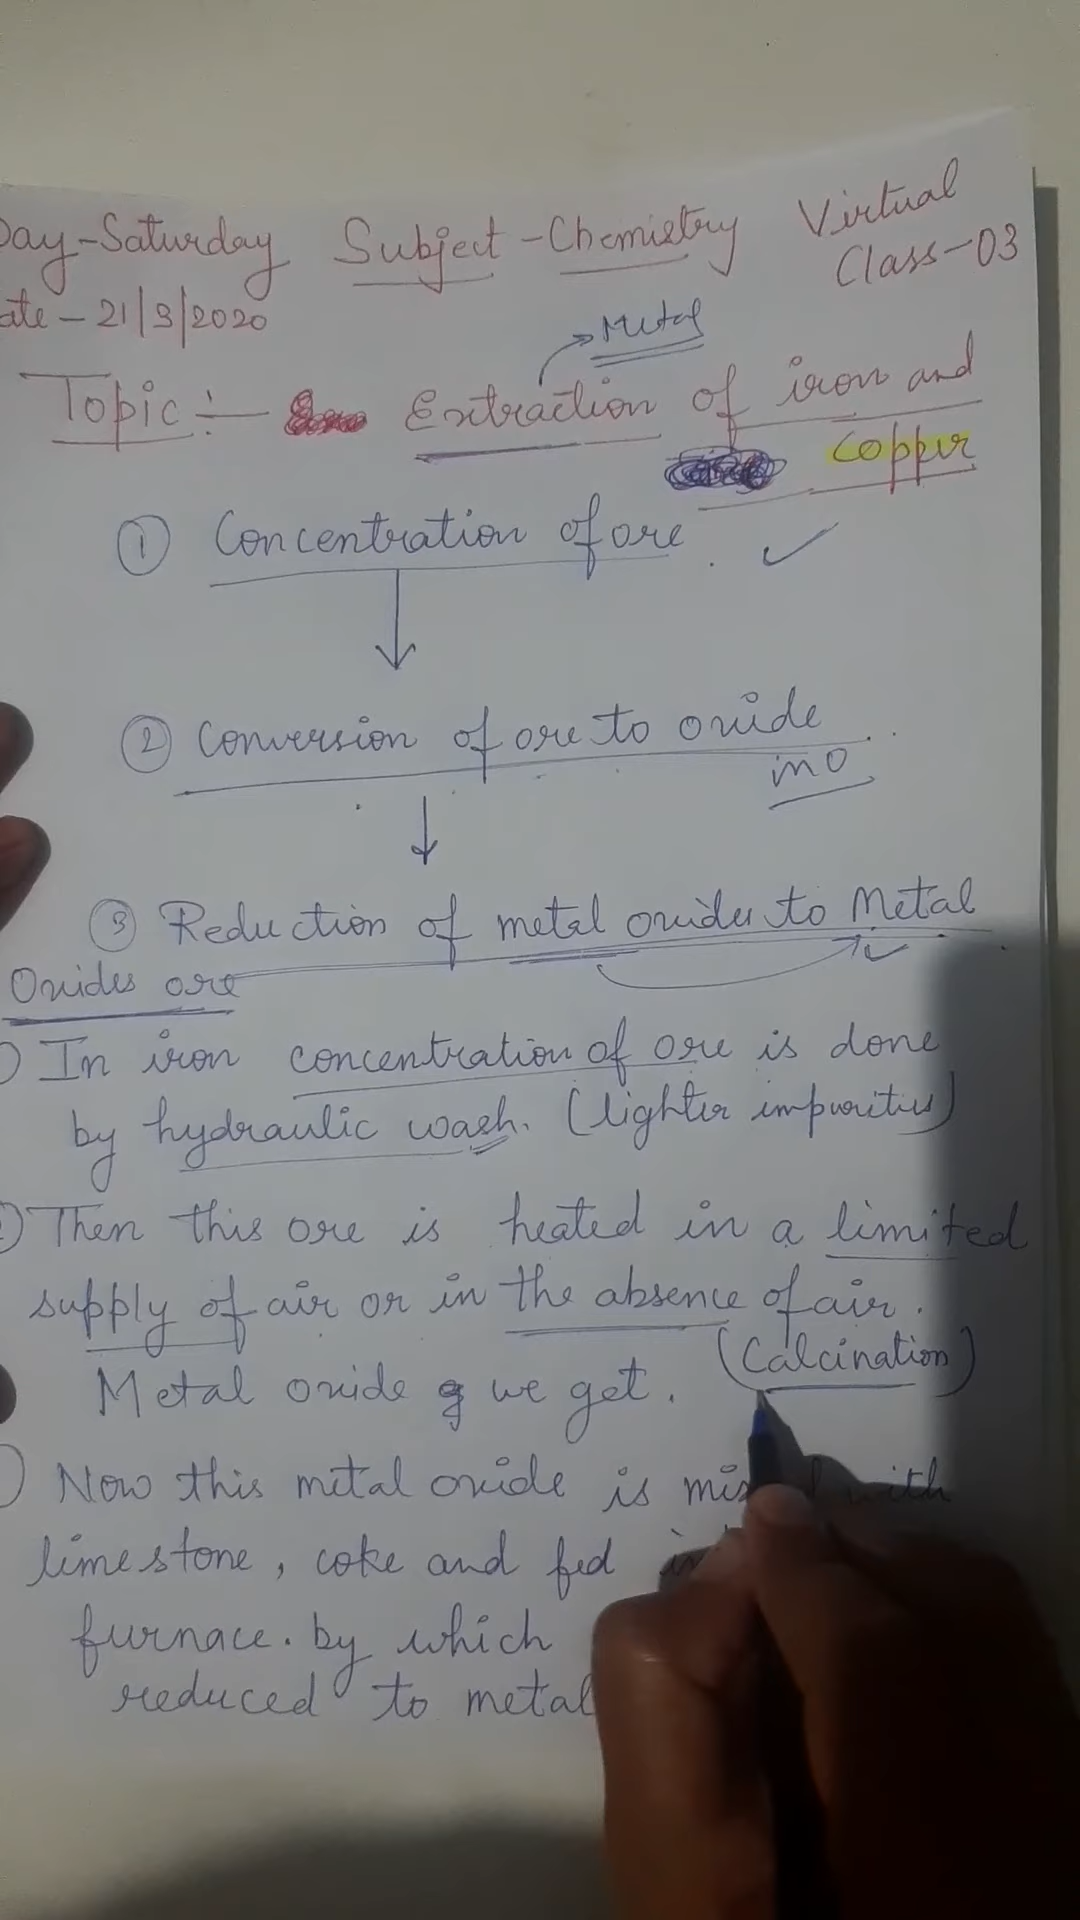 Day-Saturday Subject-Chemistry Virtual
Class-03
ate - 21/3/2020
Metal
Topic :- Extraction of iron and
Copper
① Concentration of ore
② Conversion of ore to oxide
mO
③ Reduction of metal oxides to Metal
Oxides ore
) In iron concentration of ore is done
by hydraulic wash. (lighter impurities)
) Then this ore is heated in a limited
supply of air or in the absence of air.
(Calcination)
Metal oxide we get.
) Now this metal oxide is with
limestone, coke and fed
furnace. by which
reduced to metal